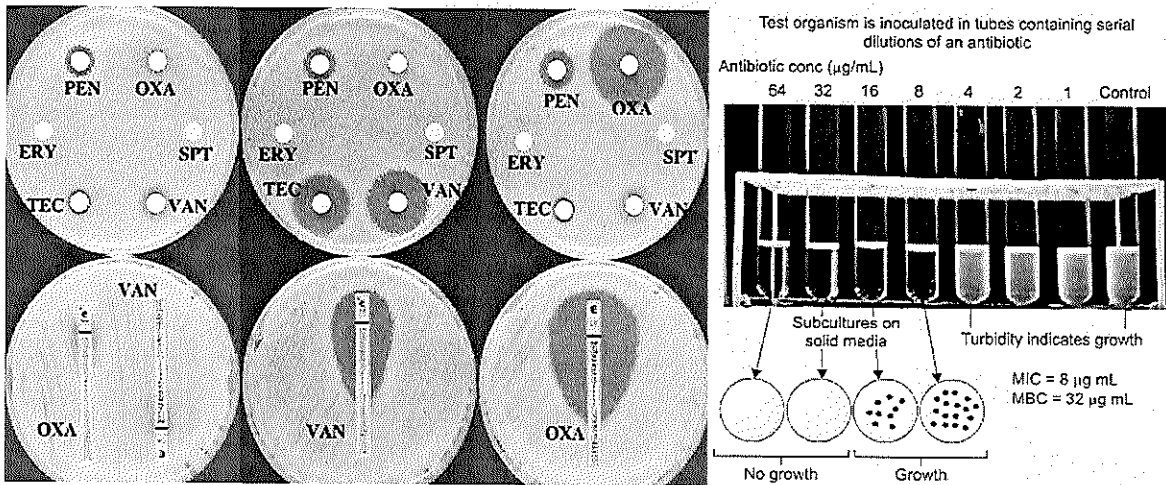 PEN OXA
ERY SPT
TEC VAN
PEN OXA
ERY SPT
TEC VAN
PEN OXA
ERY SPT
TEC VAN
VAN
OXA
VAN
E
OXA
Test organism is inoculated in tubes containing serial
dilutions of an antibiotic
Antibiotic conc (µg/mL)
64 32 16 8 4 2 1 Control
Subcultures on
solid media
Turbidity indicates growth
MIC = 8 µg mL
MBC = 32 µg mL
No growth Growth